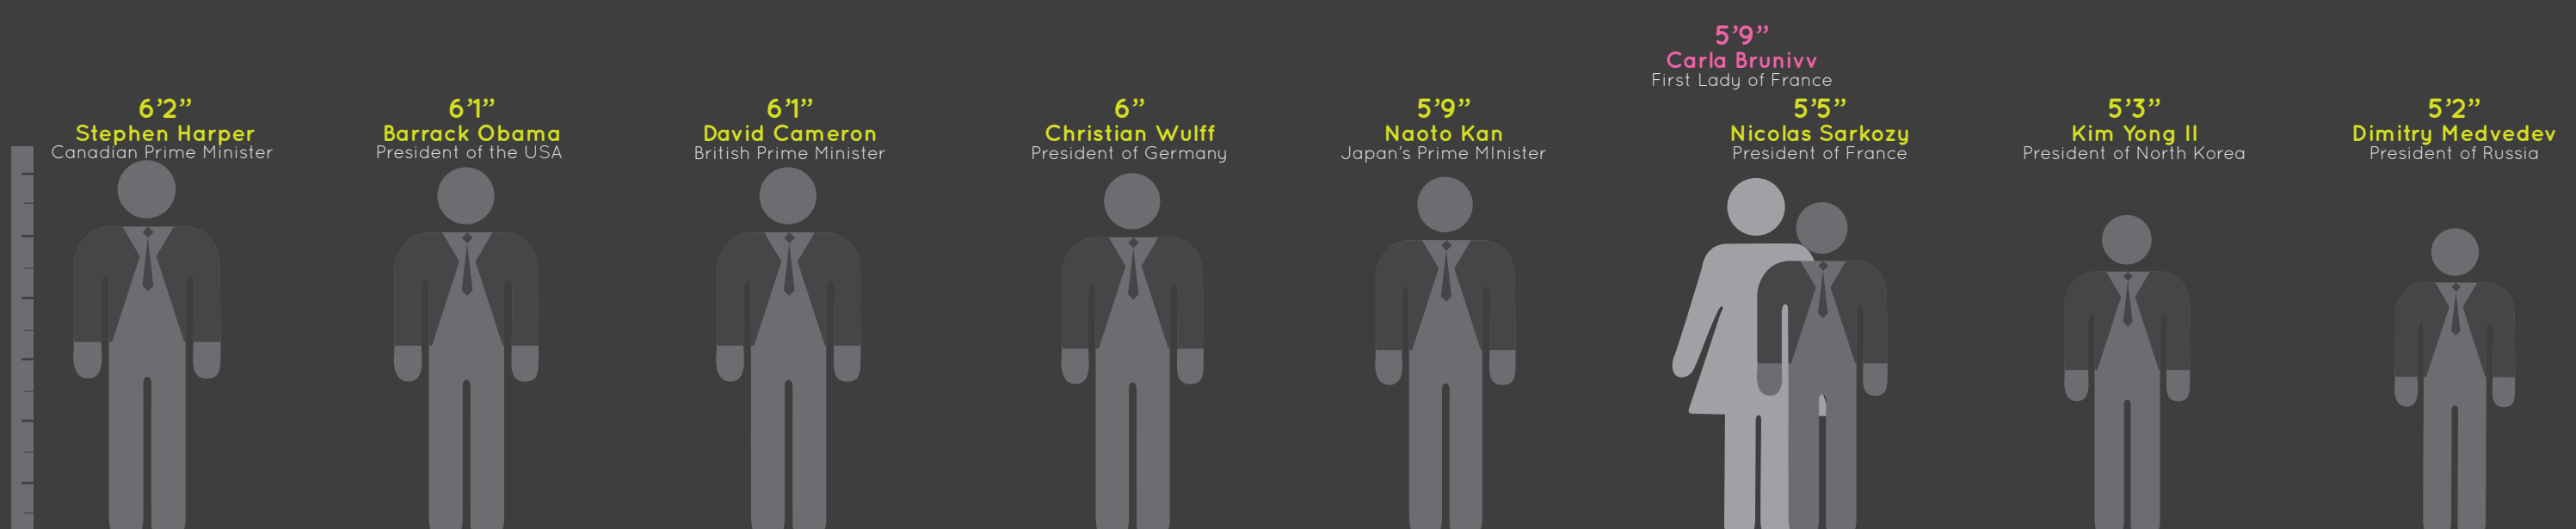 6’2”
Stephen Harper
Canadian Prime Minister
6’1”
Barrack Obama
President of the USA
6’1”
David Cameron
British Prime Minister
6”
Christian Wulff
President of Germany
5’9”
Naoto Kan
Japan’s Prime MInister
5’9”
Carla Brunivv
First Lady of France
5’5”
Nicolas Sarkozy
President of France
5’3”
Kim Yong Il
President of North Korea
5’2”
Dimitry Medvedev
President of Russia